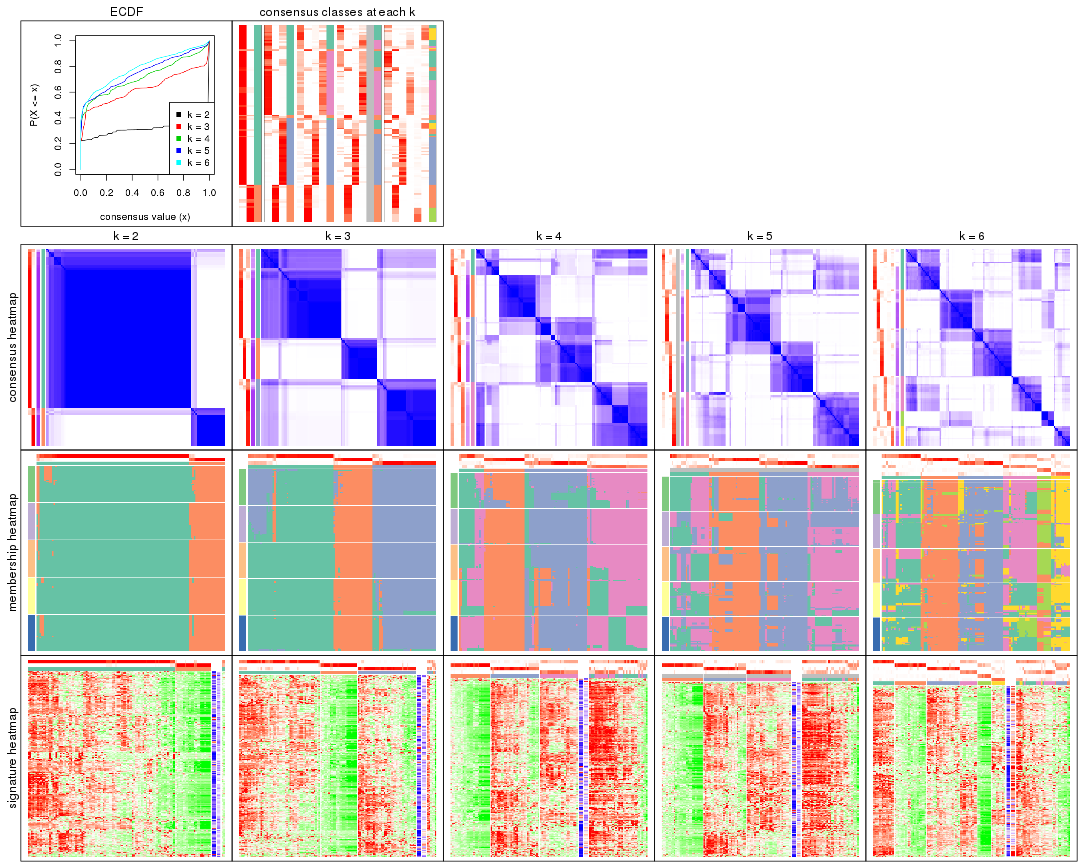 ECDF
consensus classes at each k
P(X <= x)
0.0 0.2 0.4 0.6 0.8 1.0
k = 2
k = 3
k = 4
k = 5
k = 6
0.0 0.2 0.4 0.6 0.8 1.0
consensus value (x)
k = 2
k = 3
k = 4
k = 5
k = 6
consensus heatmap
membership heatmap
signature heatmap